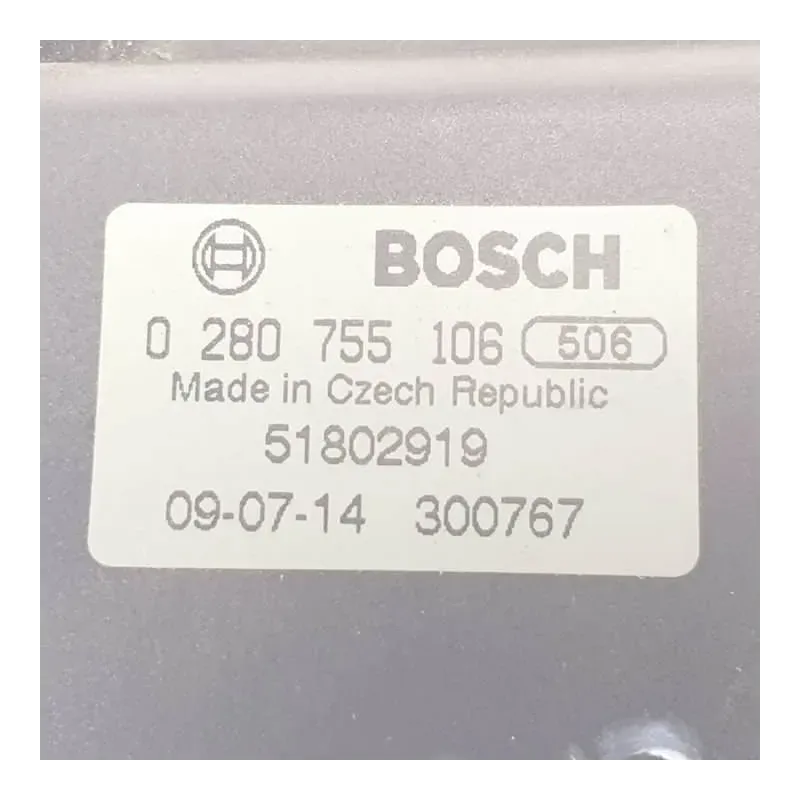 BOSCH
0 280 755 106 506
Made in Czech Republic
51802919
09-07-14 300767